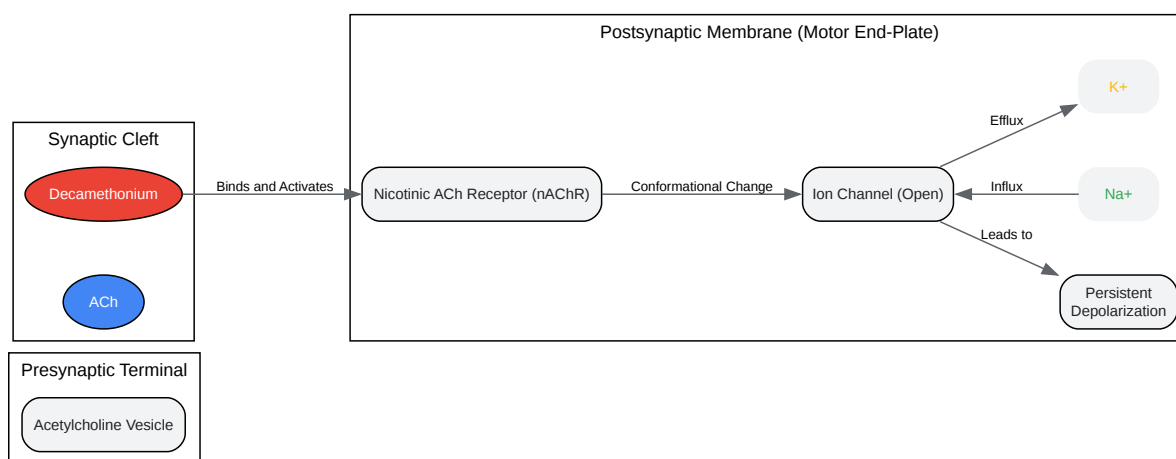 Postsynaptic Membrane (Motor End-Plate)
K+
Efflux
Synaptic Cleft
Decamethonium
Binds and Activates
Nicotinic ACh Receptor (nAChR)
Conformational Change
Ion Channel (Open)
Influx
Na+
Leads to
ACh
Persistent
Depolarization
Presynaptic Terminal
Acetylcholine Vesicle